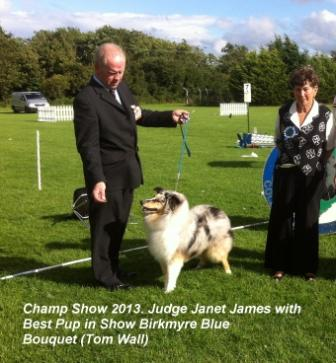 Champ Show 2013. Judge Janet James with
Best Pup in Show Birkmyre Blue
Bouquet (Tom Wall)